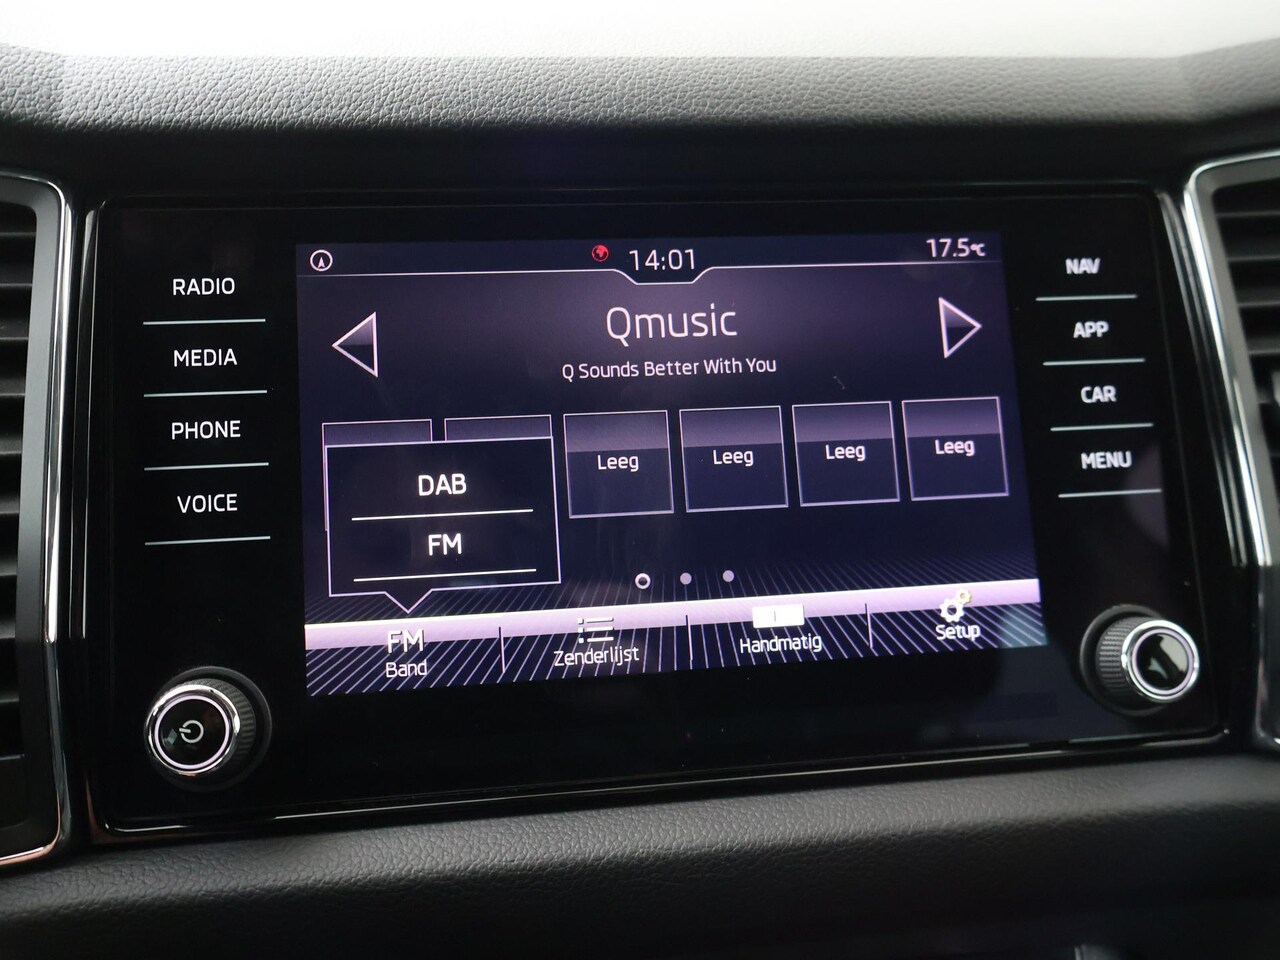 14:01
17.5°C
RADIO
MEDIA
PHONE
VOICE
Qmusic
Q Sounds Better With You
Leeg
Leeg
Leeg
Leeg
DAB
FM
FM
Band
Zenderlijst
Handmatig
Setup
NAV
APP
CAR
MENU